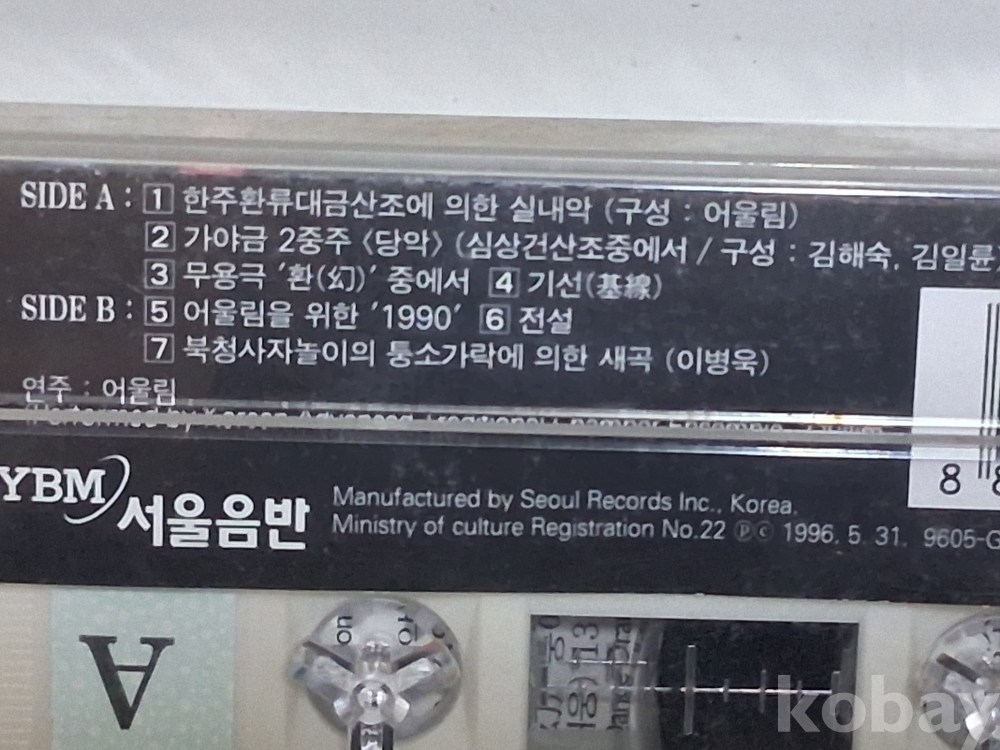 SIDE A : 1 한주환류대금산조에 의한 실내악 (구성 : 어울림)
2 가야금 2중주 〈당악〉 (심상건산조중에서 / 구성 : 김해숙, 김일륜,
3 무용극 '환(幻)' 중에서 4 기선(基線)
SIDE B : 5 어울림을 위한 '1990' 6 전설
7 북청사자놀이의 퉁소가락에 의한 새곡 (이병욱)
연주 : 어울림
YBM 서울음반
Manufactured by Seoul Records Inc., Korea.
Ministry of culture Registration No.22 ℗© 1996. 5. 31. 9605-G
8 8
A
on
13
kobay